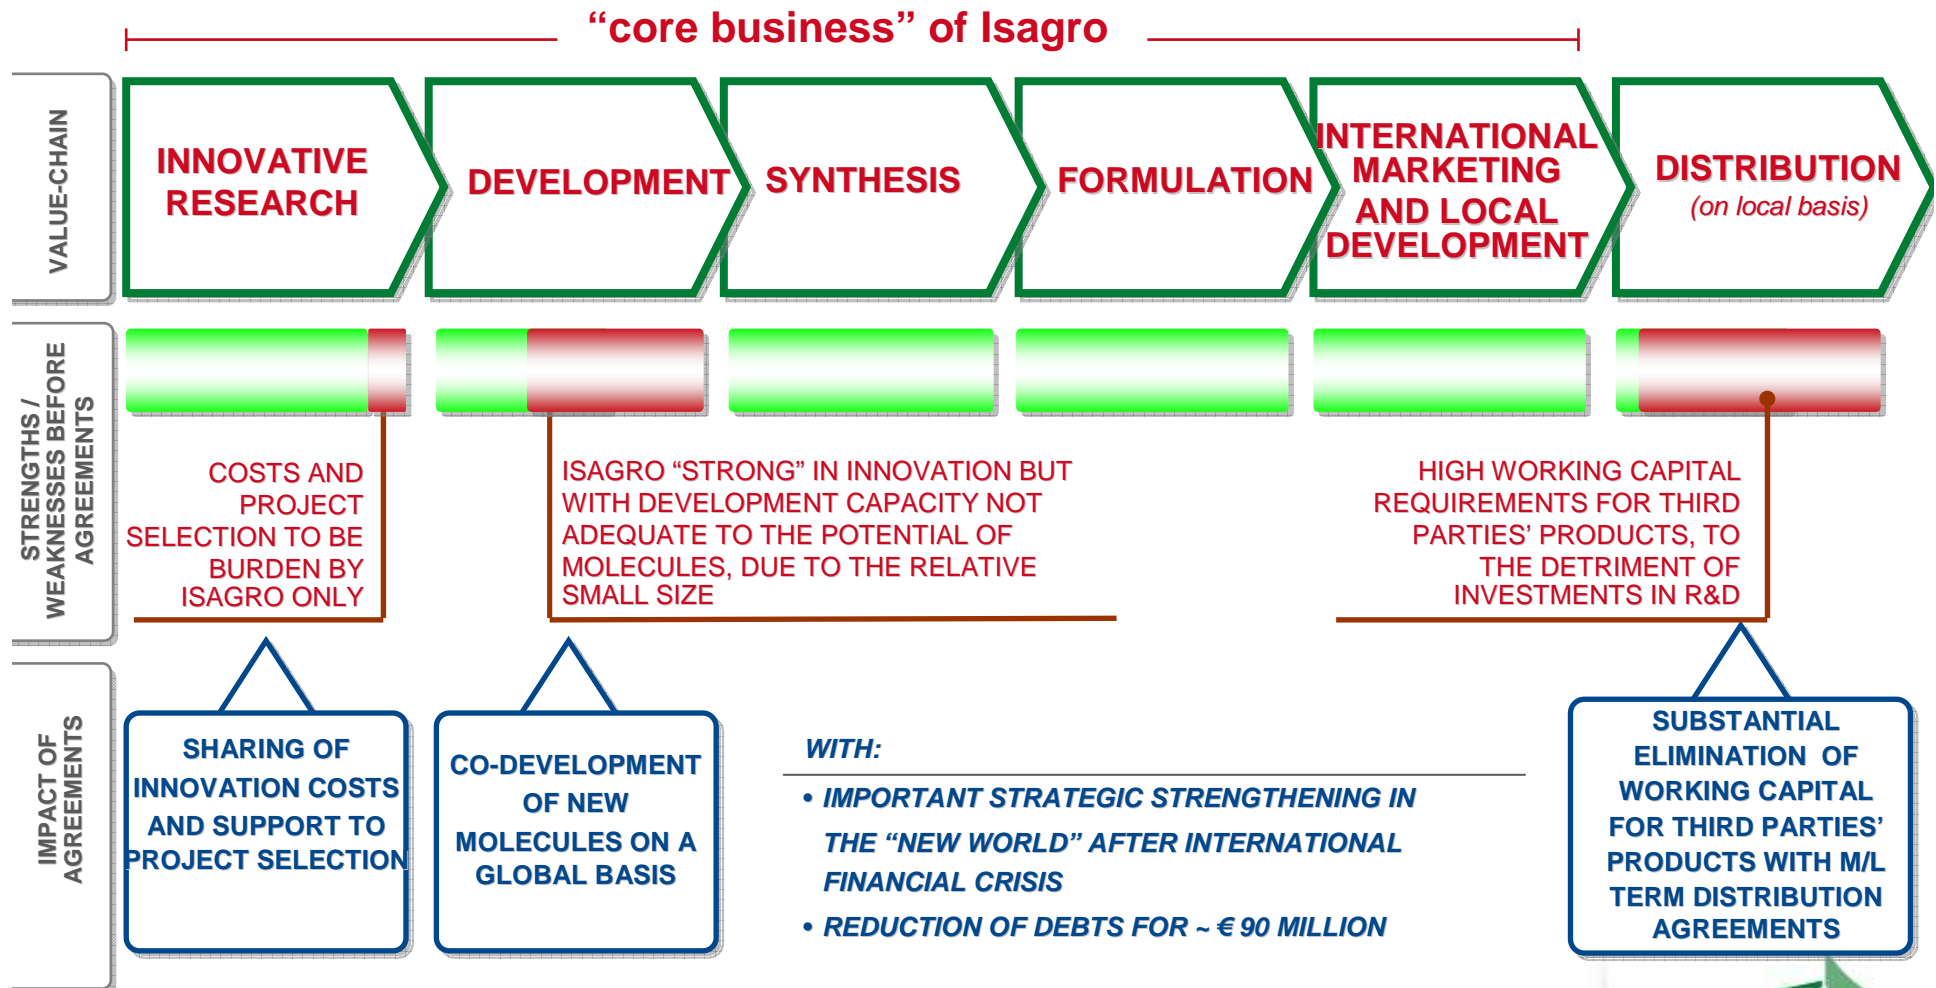 “core business” of Isagro
VALUE-CHAIN
INNOVATIVE
RESEARCH
DEVELOPMENT
SYNTHESIS
FORMULATION
INTERNATIONAL
MARKETING
AND LOCAL
DEVELOPMENT
DISTRIBUTION
(on local basis)
STRENGTHS /
WEAKNESSES BEFORE
AGREEMENTS
COSTS AND
PROJECT
SELECTION TO BE
BURDEN BY
ISAGRO ONLY
ISAGRO “STRONG” IN INNOVATION BUT
WITH DEVELOPMENT CAPACITY NOT
ADEQUATE TO THE POTENTIAL OF
MOLECULES, DUE TO THE RELATIVE
SMALL SIZE
HIGH WORKING CAPITAL
REQUIREMENTS FOR THIRD
PARTIES’ PRODUCTS, TO
THE DETRIMENT OF
INVESTMENTS IN R&D
IMPACT OF
AGREEMENTS
SHARING OF
INNOVATION COSTS
AND SUPPORT TO
PROJECT SELECTION
CO-DEVELOPMENT
OF NEW
MOLECULES ON A
GLOBAL BASIS
WITH:
• IMPORTANT STRATEGIC STRENGTHENING IN
THE “NEW WORLD” AFTER INTERNATIONAL
FINANCIAL CRISIS
• REDUCTION OF DEBTS FOR ~ € 90 MILLION
SUBSTANTIAL
ELIMINATION OF
WORKING CAPITAL
FOR THIRD PARTIES’
PRODUCTS WITH M/L
TERM DISTRIBUTION
AGREEMENTS